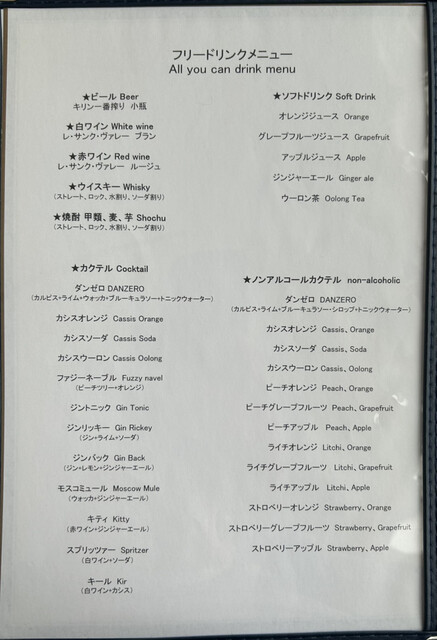 フリードリンクメニュー
All you can drink menu
★ビール Beer
キリン一番搾り 小瓶
★白ワイン White wine
レ・サンク・ヴァレー ブラン
★赤ワイン Red wine
レ・サンク・ヴァレー ルージュ
★ウイスキー Whisky
(ストレート、ロック、水割り、ソーダ割り)
★焼酎 甲類、麦、芋 Shochu
(ストレート、ロック、水割り、ソーダ割り)
★ソフトドリンク Soft Drink
オレンジジュース Orange
グレープフルーツジュース Grapefruit
アップルジュース Apple
ジンジャーエール Ginger ale
ウーロン茶 Oolong Tea
★カクテル Cocktail
ダンゼロ DANZERO
(カルピス+ライム+ウォッカ+ブルーキュラソー+トニックウォーター)
カシスオレンジ Cassis Orange
カシスソーダ Cassis Soda
カシスウーロン Cassis Oolong
ファジーネーブル Fuzzy navel
(ピーチツリー+オレンジ)
ジントニック Gin Tonic
ジンリッキー Gin Rickey
(ジン+ライム+ソーダ)
ジンバック Gin Back
(ジン+レモン+ジンジャーエール)
モスコミュール Moscow Mule
(ウォッカ+ジンジャーエール)
キティ Kitty
(赤ワイン+ジンジャーエール)
スプリッツァー Spritzer
(白ワイン+ソーダ)
キール Kir
(白ワイン+カシス)
★ノンアルコールカクテル non-alcoholic
ダンゼロ DANZERO
(カルピス+ライム+ブルーキュラソー・シロップ+トニックウォーター)
カシスオレンジ Cassis、Orange
カシスソーダ Cassis、Soda
カシスウーロン Cassis、Oolong
ピーチオレンジ Peach、Orange
ピーチグレープフルーツ Peach、Grapefruit
ピーチアップル Peach、Apple
ライチオレンジ Litchi、Orange
ライチグレープフルーツ Litchi、Grapefruit
ライチアップル Litchi、Apple
ストロベリーオレンジ Strawberry、Orange
ストロベリーグレープフルーツ Strawberry、Grapefruit
ストロベリーアップル Strawberry、Apple